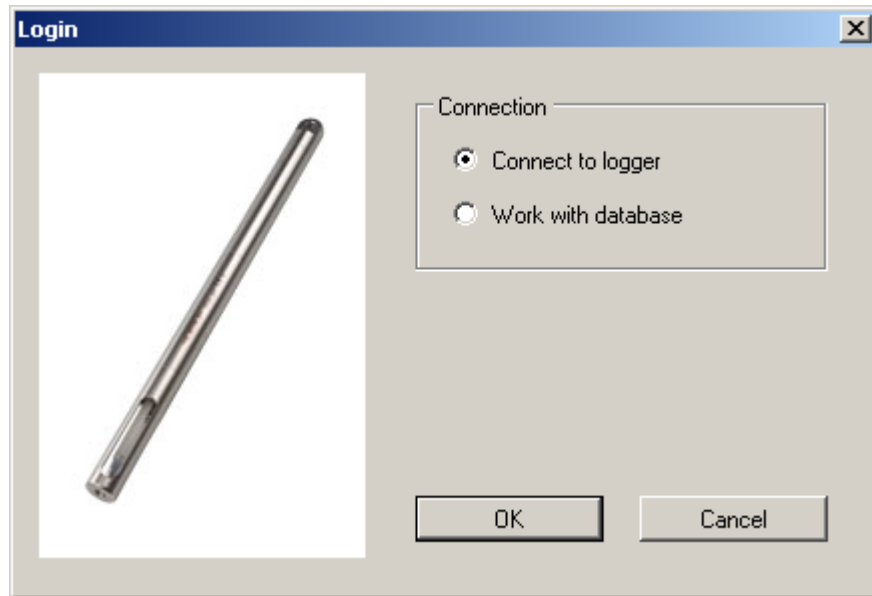 Login
Connection
Connect to logger
Work with database
OK
Cancel